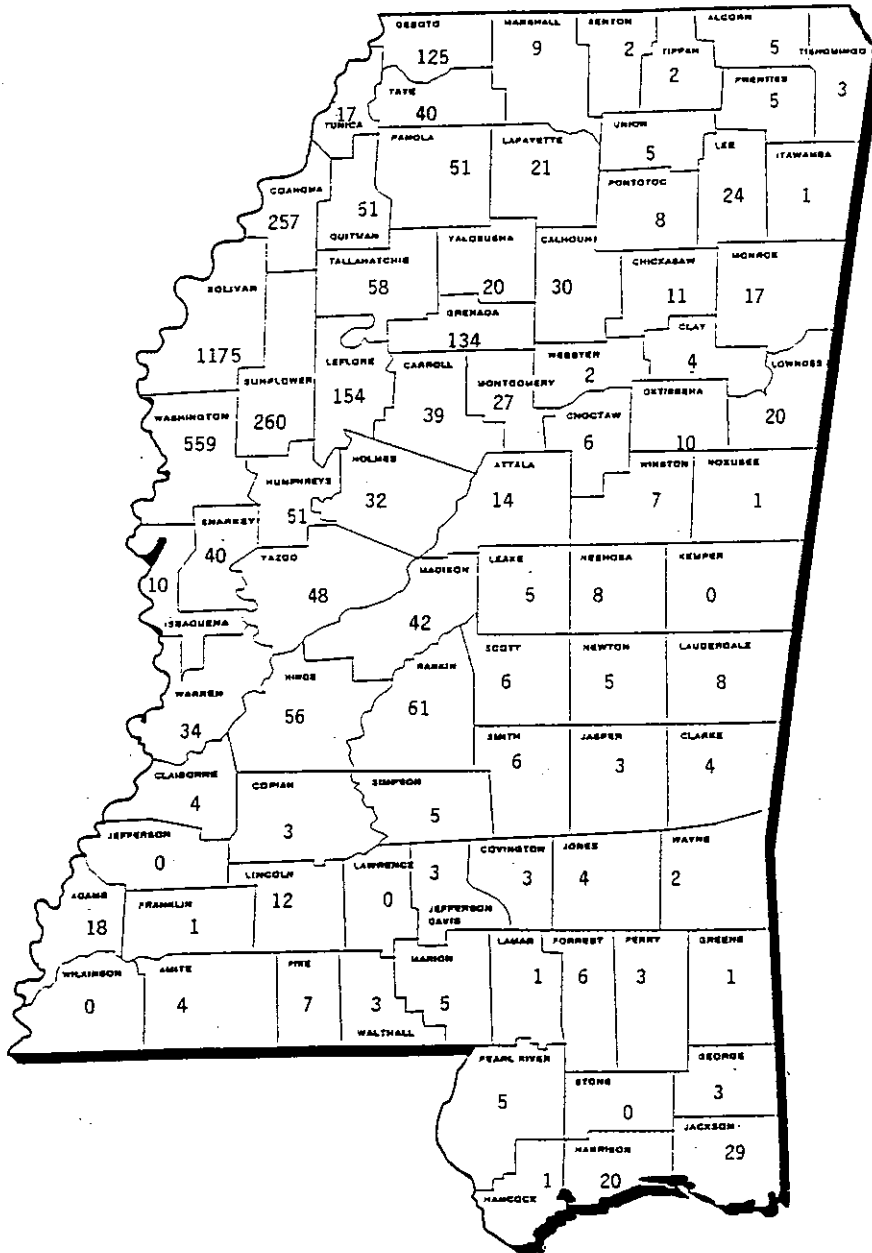 DESOTO
125
MARSHALL
9
BENTON
2
TIPPAH
2
ALCORN
5
TISHOMINGO
3
PRENTISS
5
TATE
40
17
TUNICA
PANOLA
51
LAFAYETTE
21
UNION
5
LEE
24
ITAWAMBA
1
PONTOTOC
8
COAHOMA
257
51
QUITMAN
TALLAHATCHIE
58
YALOBUSHA
20
CALHOUN
30
CHICKASAW
11
MONROE
17
BOLIVAR
1175
GRENADA
134
SUNFLOWER
260
LEFLORE
154
CARROLL
39
MONTGOMERY
27
WEBSTER
2
CLAY
4
LOWNDES
20
OKTIBBEHA
10
CHOCTAW
6
WASHINGTON
559
HUMPHREYS
51
HOLMES
32
ATTALA
14
WINSTON
7
NOXUBEE
1
SHARKEY
40
10
ISSAQUENA
YAZOO
48
MADISON
42
LEAKE
5
NESHOBA
8
KEMPER
0
WARREN
34
HINDS
56
RANKIN
61
SCOTT
6
NEWTON
5
LAUDERDALE
8
SMITH
6
JASPER
3
CLARKE
4
CLAIBORNE
4
COPIAH
3
SIMPSON
5
JEFFERSON
0
LINCOLN
12
LAWRENCE
0
3
JEFFERSON
DAVIS
COVINGTON
3
JONES
4
WAYNE
2
ADAMS
18
FRANKLIN
1
WILKINSON
0
AMITE
4
PIKE
7
3
WALTHALL
MARION
5
LAMAR
1
FORREST
6
PERRY
3
GREENE
1
PEARL RIVER
5
STONE
0
GEORGE
3
JACKSON
29
HARRISON
20
1
HANCOCK